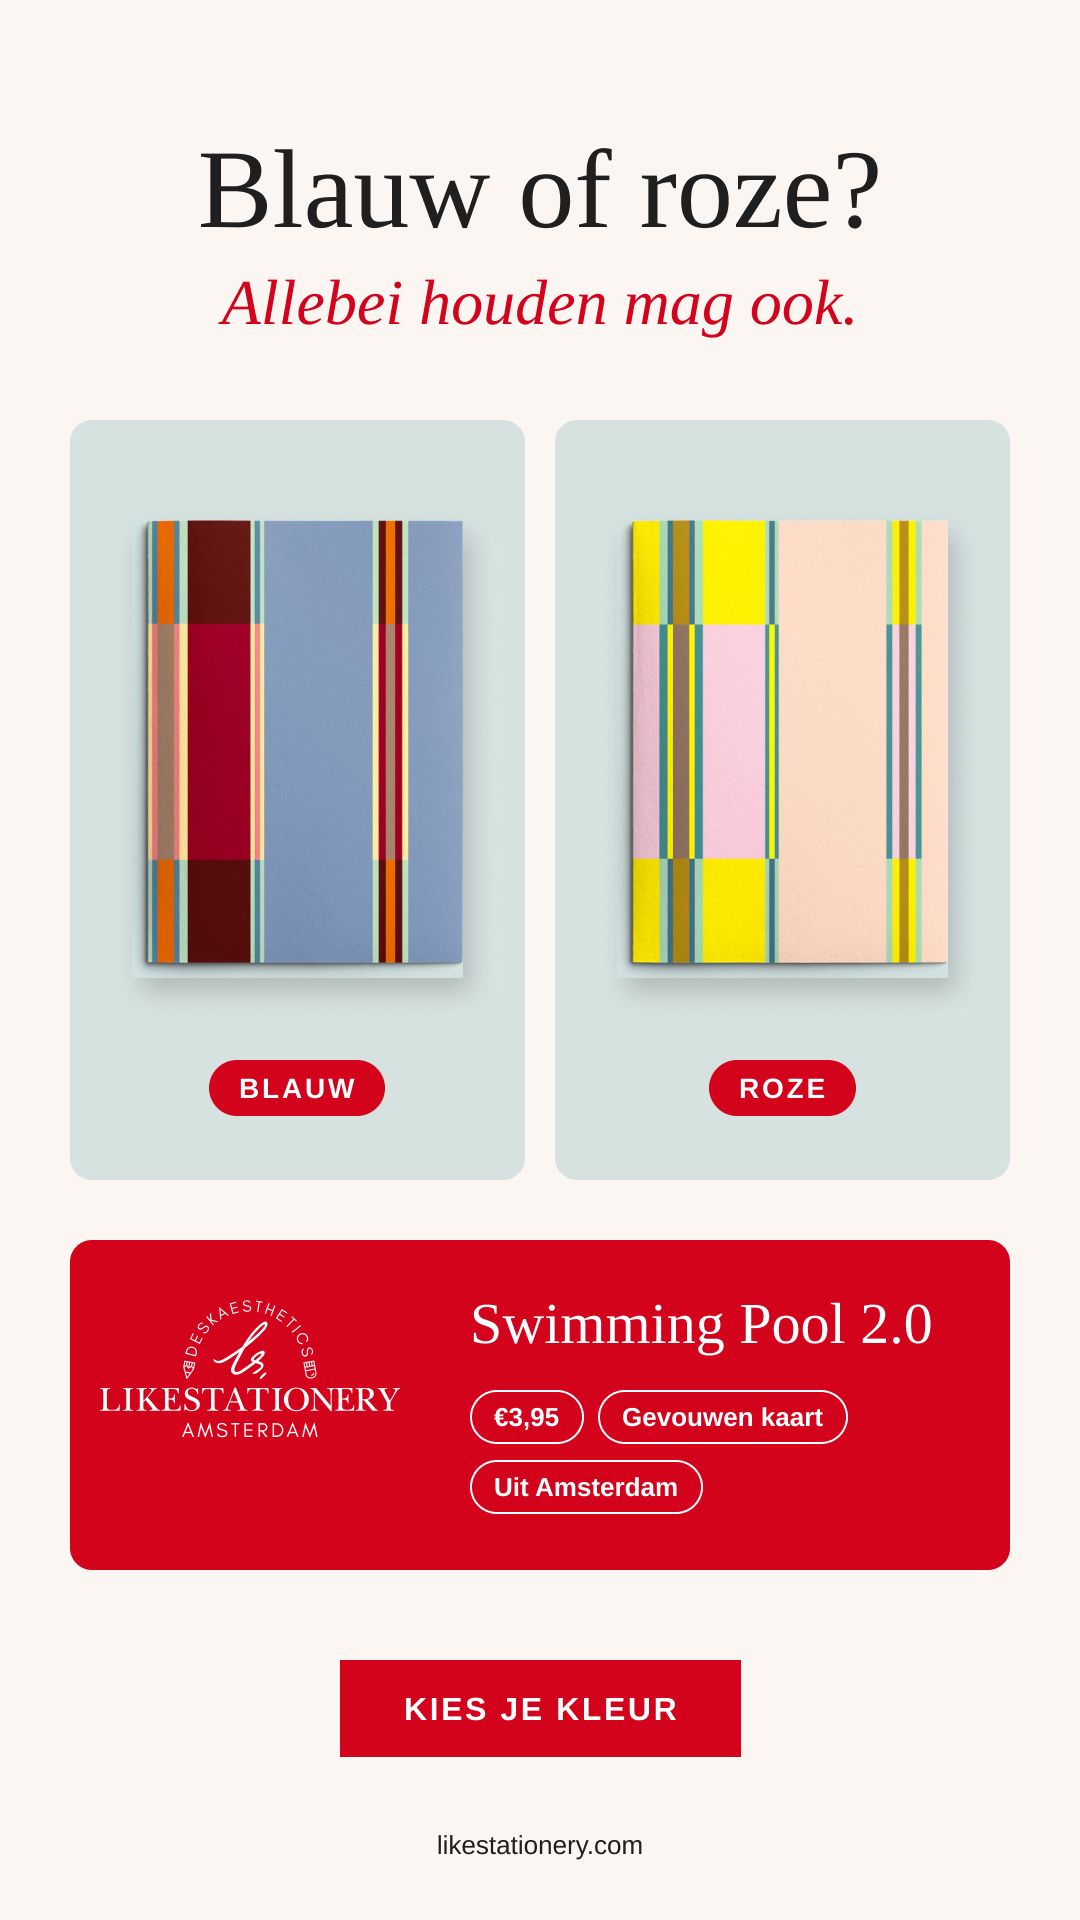 Blauw of roze?
Allebei houden mag ook.
BLAUW
ROZE
DESKAESTHETICS
ls
LIKESTATIONERY
AMSTERDAM
Swimming Pool 2.0
€3,95
Gevouwen kaart
Uit Amsterdam
KIES JE KLEUR
likestationery.com